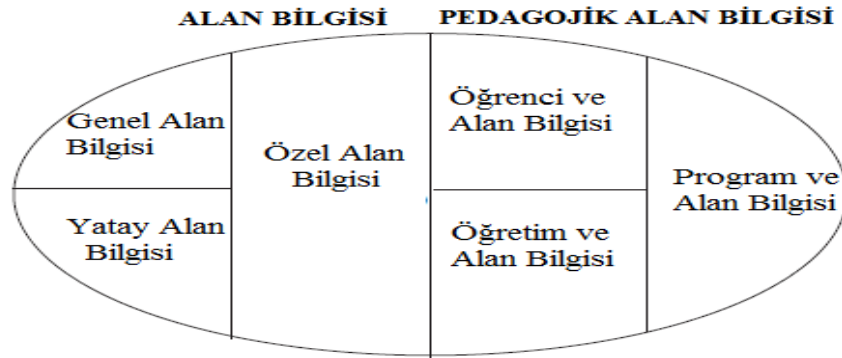 ALAN BİLGİSİ
PEDAGOJİK ALAN BİLGİSİ
Genel Alan
Bilgisi
Yatay Alan
Bilgisi
Özel Alan
Bilgisi
Öğrenci ve
Alan Bilgisi
Öğretim ve
Alan Bilgisi
Program ve
Alan Bilgisi